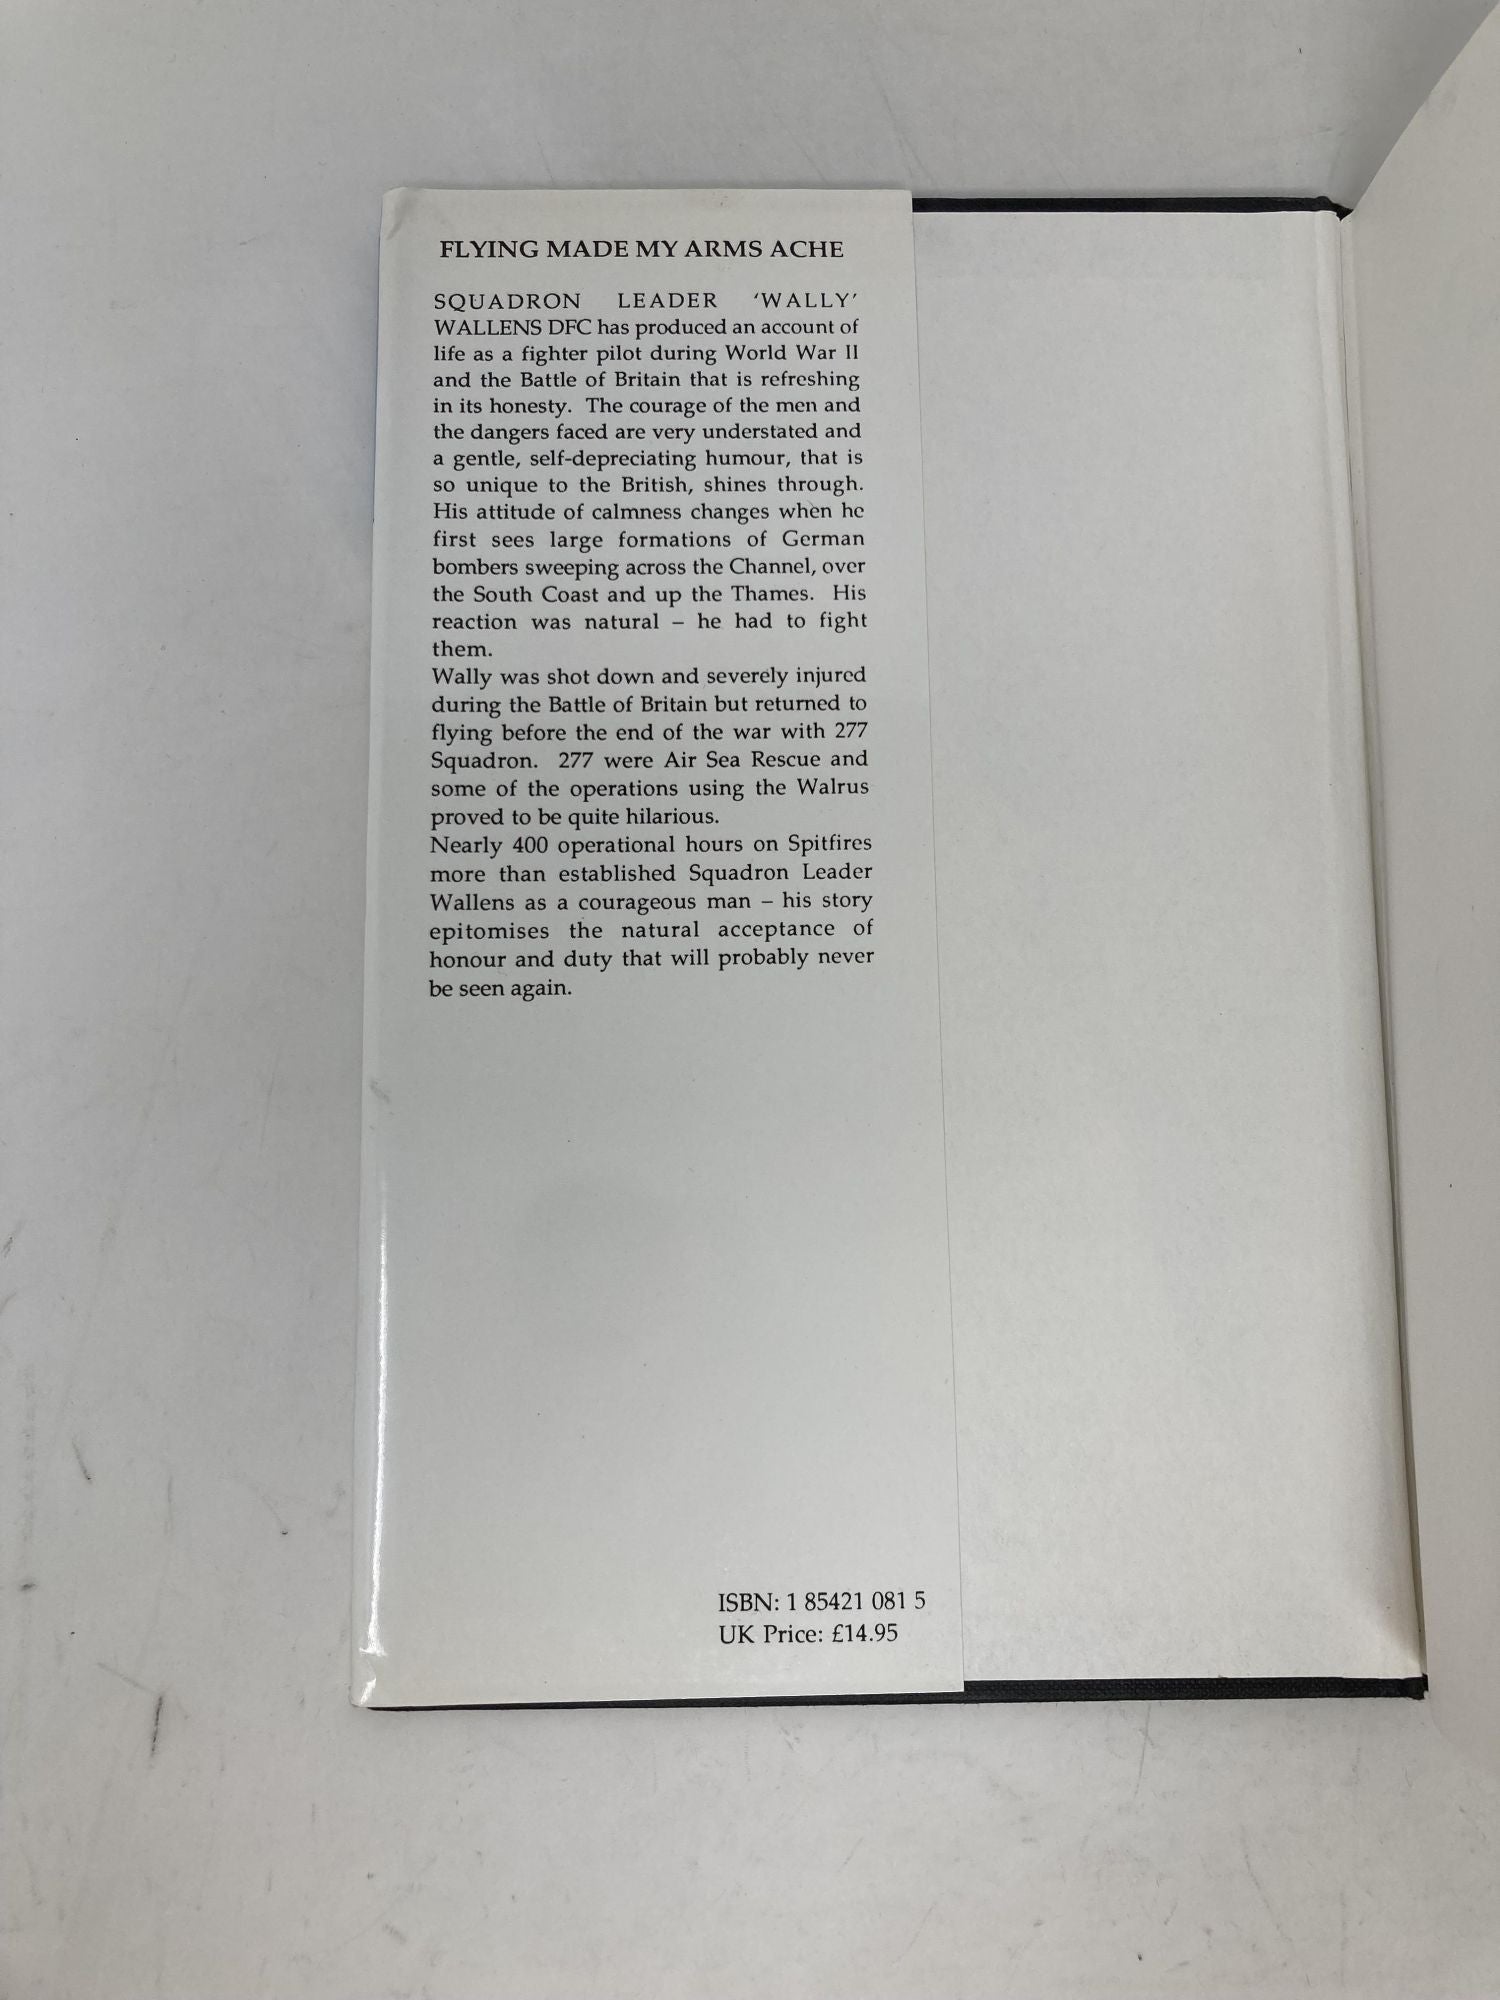 FLYING MADE MY ARMS ACHE
SQUADRON LEADER 'WALLY'
WALLENS DFC has produced an account of
life as a fighter pilot during World War II
and the Battle of Britain that is refreshing
in its honesty. The courage of the men and
the dangers faced are very understated and
a gentle, self-depreciating humour, that is
so unique to the British, shines through.
His attitude of calmness changes when he
first sees large formations of German
bombers sweeping across the Channel, over
the South Coast and up the Thames. His
reaction was natural – he had to fight
them.
Wally was shot down and severely injured
during the Battle of Britain but returned to
flying before the end of the war with 277
Squadron. 277 were Air Sea Rescue and
some of the operations using the Walrus
proved to be quite hilarious.
Nearly 400 operational hours on Spitfires
more than established Squadron Leader
Wallens as a courageous man – his story
epitomises the natural acceptance of
honour and duty that will probably never
be seen again.
ISBN: 1 85421 081 5
UK Price: £14.95